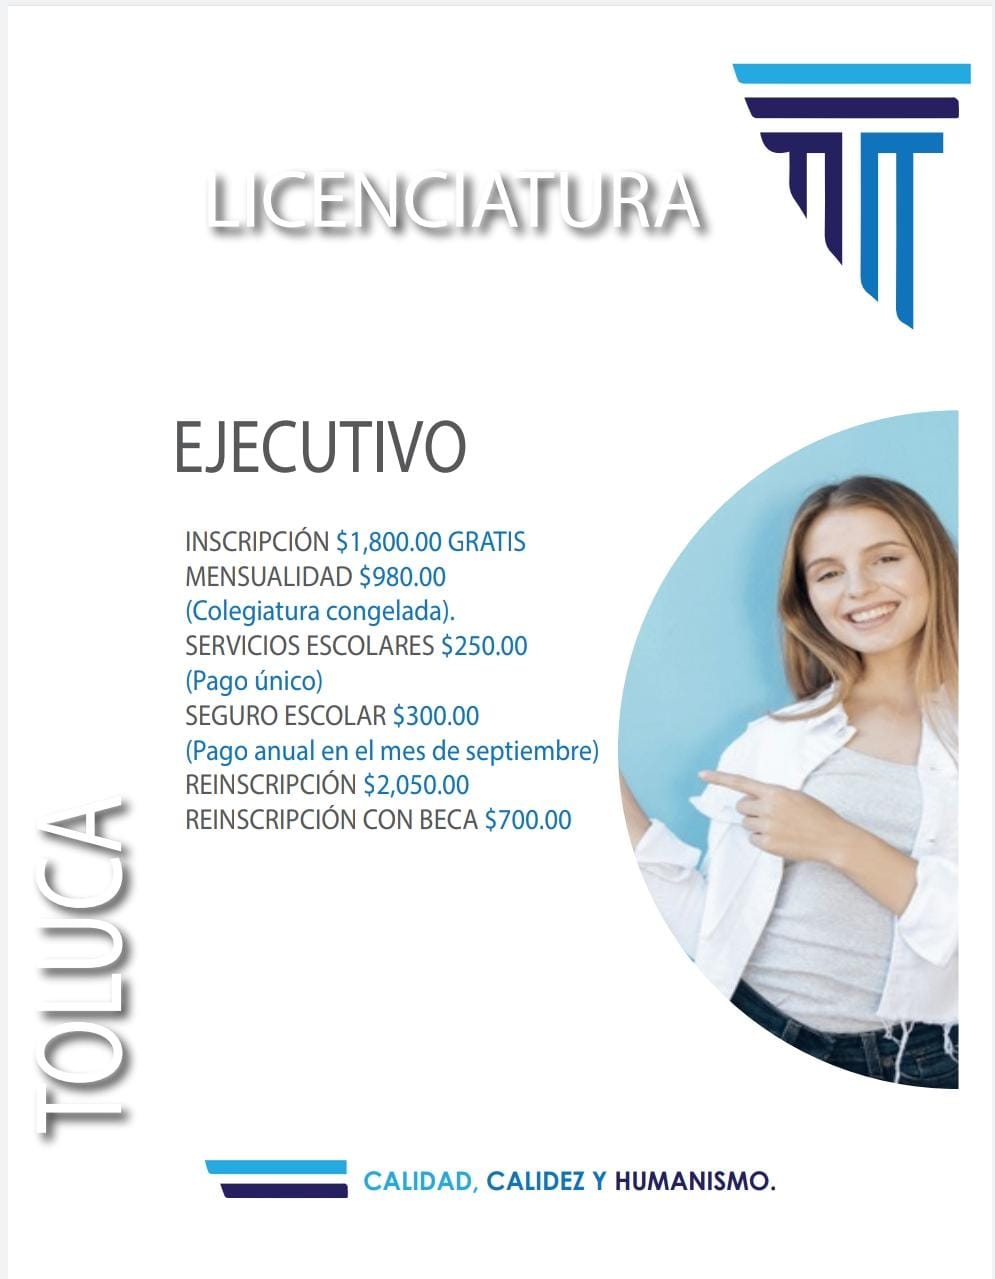 LICENCIATURA
EJECUTIVO
INSCRIPCIÓN $1,800.00 GRATIS
MENSUALIDAD $980.00
(Colegiatura congelada).
SERVICIOS ESCOLARES $250.00
(Pago único)
SEGURO ESCOLAR $300.00
(Pago anual en el mes de septiembre)
REINSCRIPCIÓN $2,050.00
REINSCRIPCIÓN CON BECA $700.00
TOLUCA
CALIDAD, CALIDEZ Y HUMANISMO.